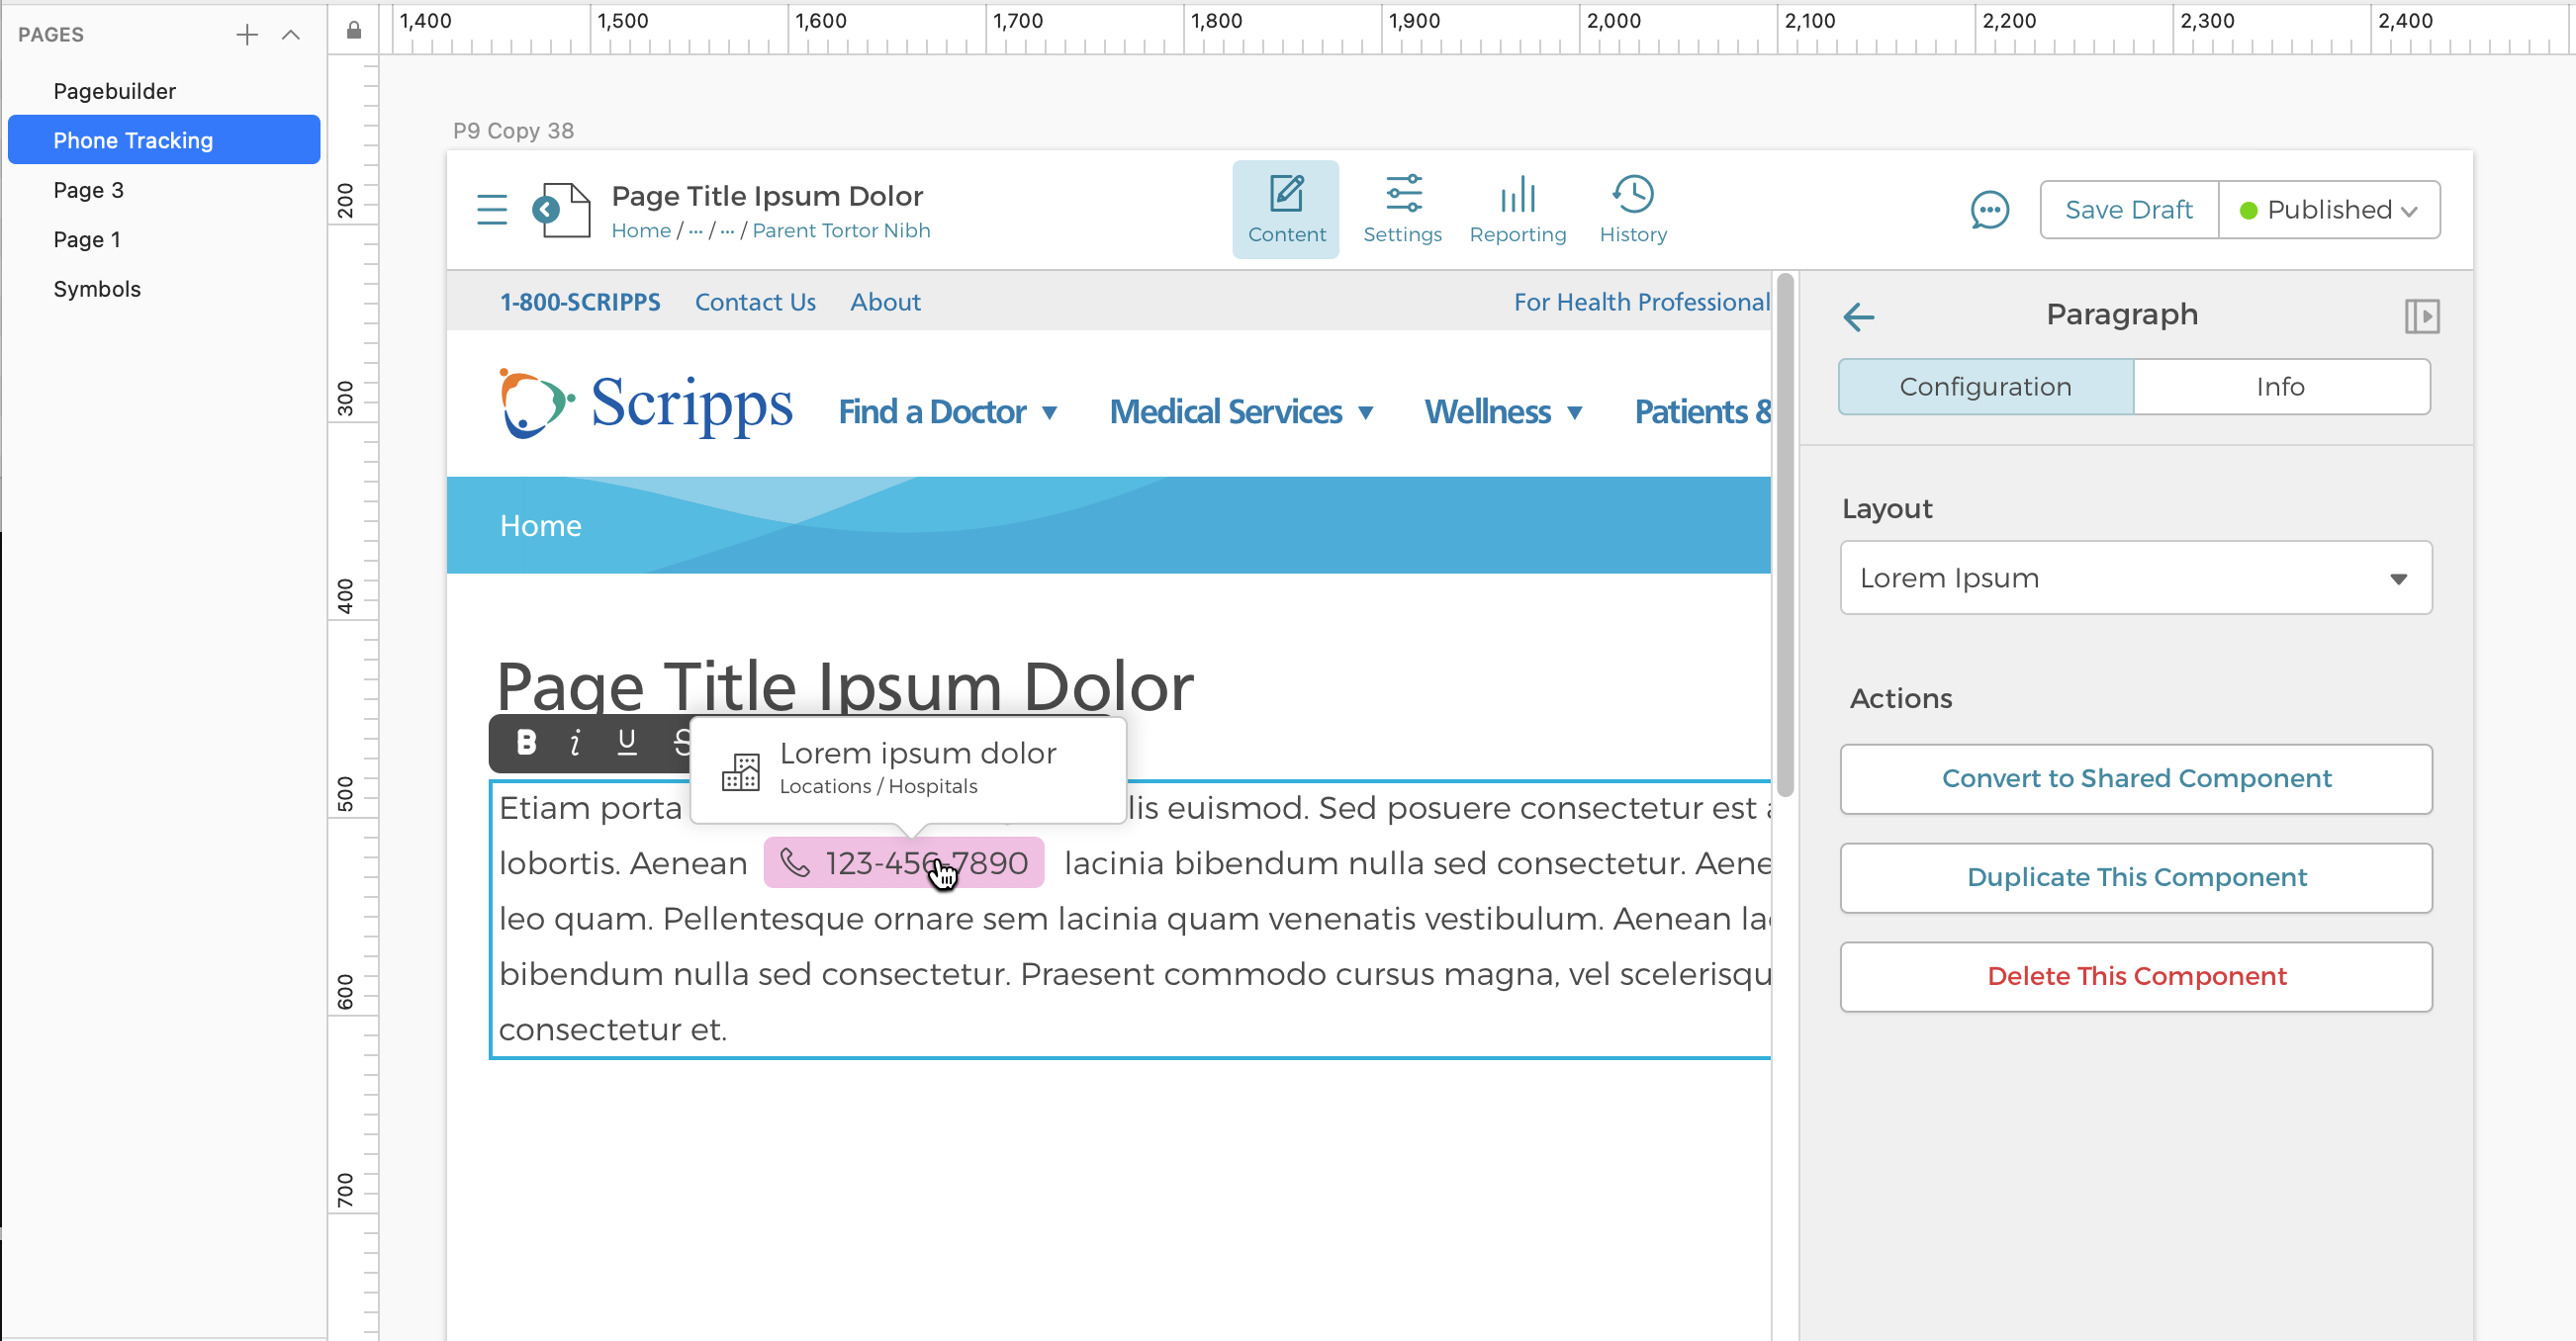 PAGES
Pagebuilder
Phone Tracking
Page 3
Page 1
Symbols
1,400 1,500 1,600 1,700 1,800 1,900 2,000 2,100 2,200 2,300 2,400
200
300
400
500
600
700
P9 Copy 38
Page Title Ipsum Dolor
Home / ··· / ··· / Parent Tortor Nibh
Content Settings Reporting History
Save Draft Published
1-800-SCRIPPS Contact Us About For Health Professional
Scripps Find a Doctor ▼ Medical Services ▼ Wellness ▼ Patients &
Home
Page Title Ipsum Dolor
B i U S
Lorem ipsum dolor
Locations / Hospitals
Etiam porta lis euismod. Sed posuere consectetur est a
lobortis. Aenean 123-456-7890 lacinia bibendum nulla sed consectetur. Aene
leo quam. Pellentesque ornare sem lacinia quam venenatis vestibulum. Aenean lac
bibendum nulla sed consectetur. Praesent commodo cursus magna, vel scelerisqu
consectetur et.
Paragraph
Configuration Info
Layout
Lorem Ipsum
Actions
Convert to Shared Component
Duplicate This Component
Delete This Component